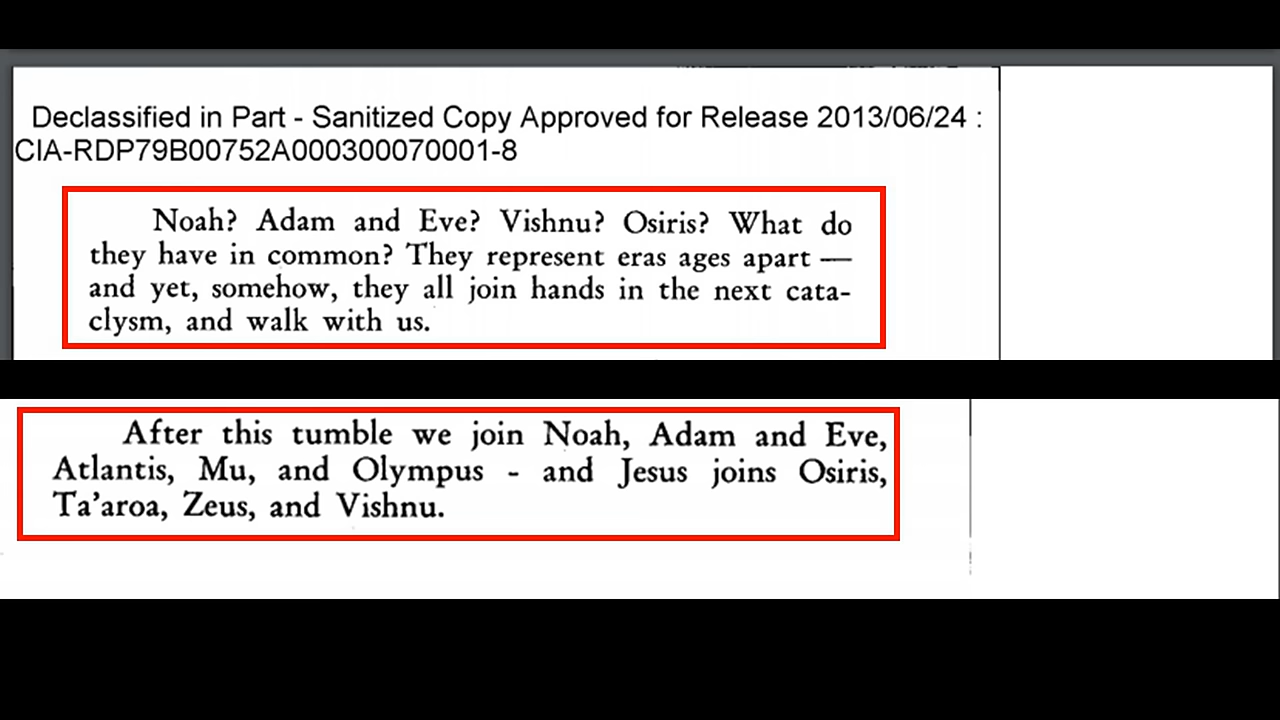 Declassified in Part - Sanitized Copy Approved for Release 2013/06/24 :
CIA-RDP79B00752A000300070001-8
Noah? Adam and Eve? Vishnu? Osiris? What do
they have in common? They represent eras ages apart —
and yet, somehow, they all join hands in the next cata-
clysm, and walk with us.
After this tumble we join Noah, Adam and Eve,
Atlantis, Mu, and Olympus - and Jesus joins Osiris,
Ta'aroa, Zeus, and Vishnu.